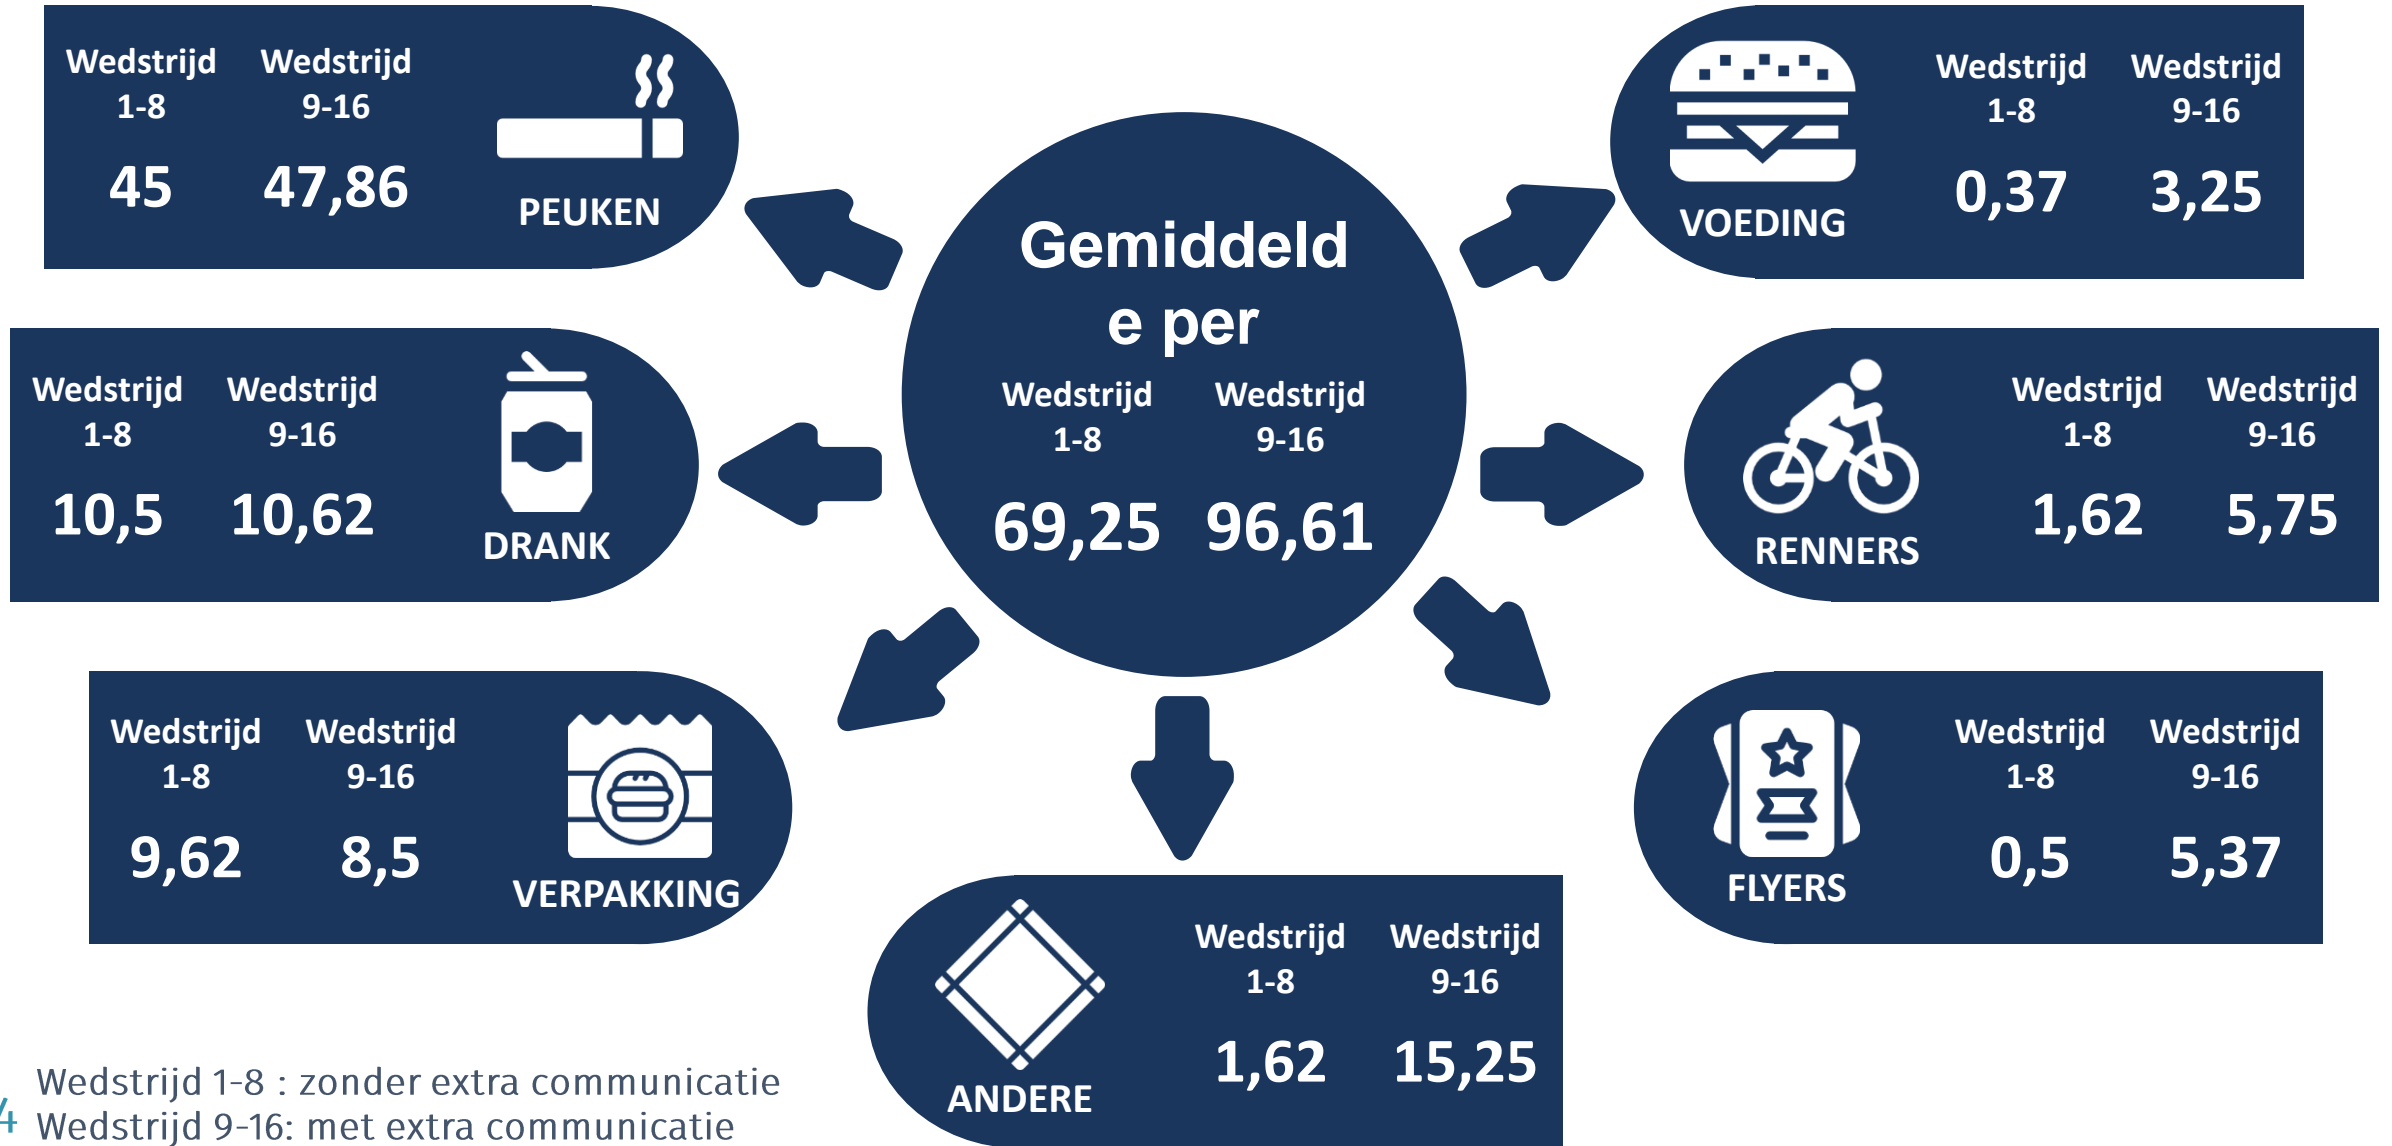 Wedstrijd Wedstrijd
1-8 9-16
45 47,86
PEUKEN
Wedstrijd Wedstrijd
1-8 9-16
10,5 10,62
DRANK
Wedstrijd Wedstrijd
1-8 9-16
9,62 8,5
VERPAKKING
Gemiddeld
e per
Wedstrijd Wedstrijd
1-8 9-16
69,25 96,61
Wedstrijd Wedstrijd
1-8 9-16
0,37 3,25
VOEDING
Wedstrijd Wedstrijd
1-8 9-16
1,62 5,75
RENNERS
Wedstrijd Wedstrijd
1-8 9-16
0,5 5,37
FLYERS
Wedstrijd Wedstrijd
1-8 9-16
1,62 15,25
ANDERE
Wedstrijd 1-8 : zonder extra communicatie
4 Wedstrijd 9-16: met extra communicatie